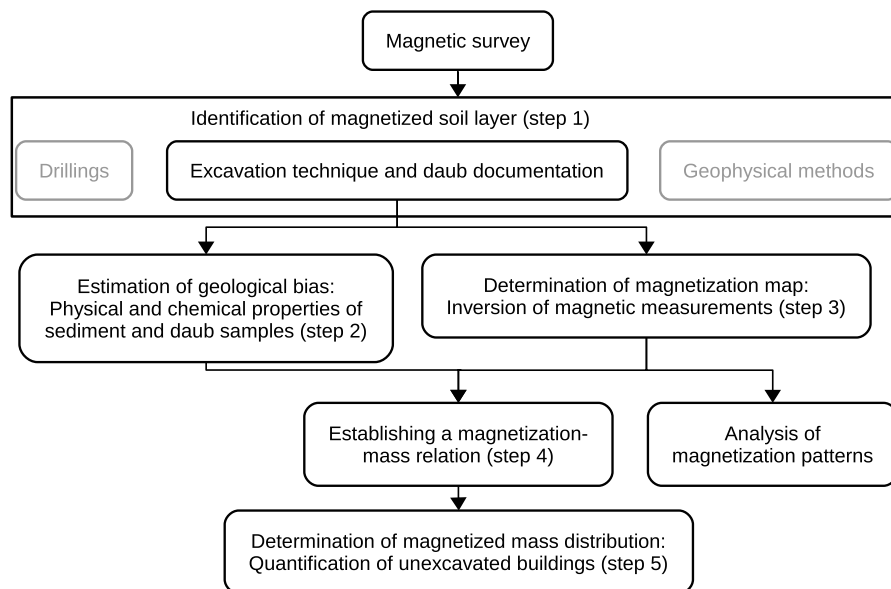 Magnetic survey
Identification of magnetized soil layer (step 1)
Drillings
Excavation technique and daub documentation
Geophysical methods
Estimation of geological bias:
Physical and chemical properties of
sediment and daub samples (step 2)
Determination of magnetization map:
Inversion of magnetic measurements (step 3)
Establishing a magnetization-
mass relation (step 4)
Analysis of
magnetization patterns
Determination of magnetized mass distribution:
Quantification of unexcavated buildings (step 5)